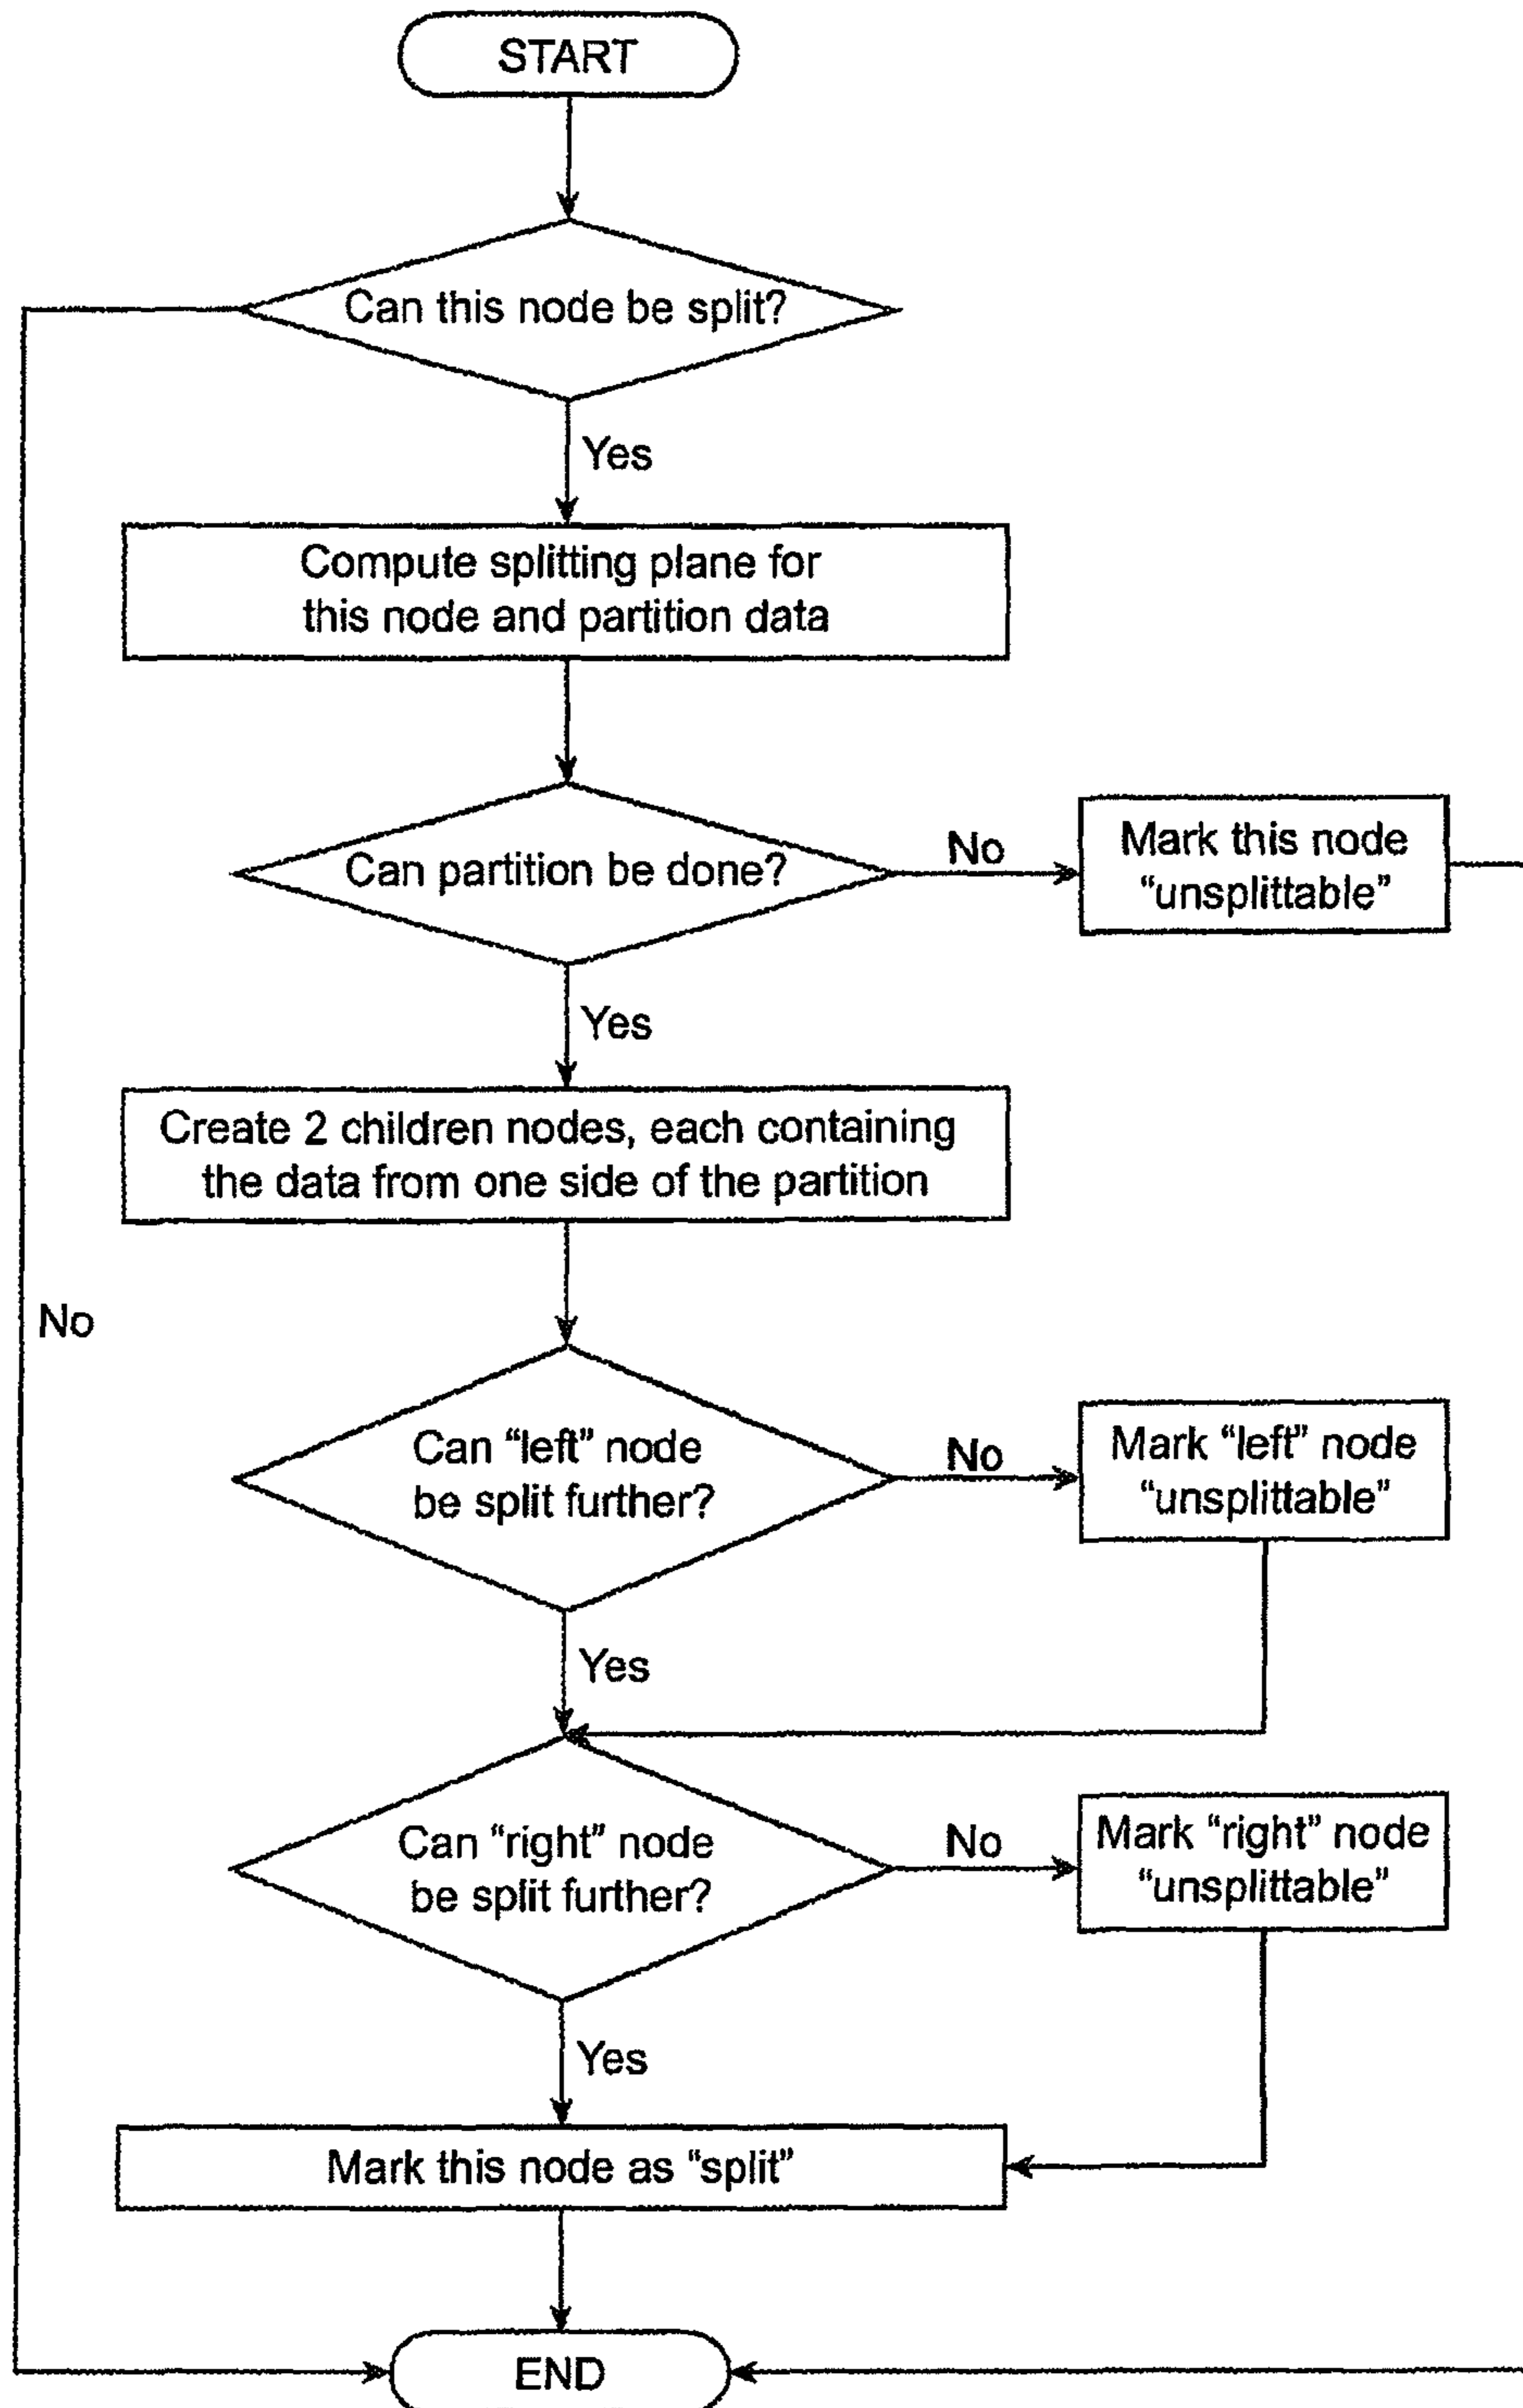 START
Can this node be split?
Yes
Compute splitting plane for
this node and partition data
Can partition be done?
No
Mark this node
“unsplittable”
Yes
Create 2 children nodes, each containing
the data from one side of the partition
No
Can “left” node
be split further?
No
Mark “left” node
“unsplittable”
Yes
Can “right” node
be split further?
No
Mark “right” node
“unsplittable”
Yes
Mark this node as “split”
END